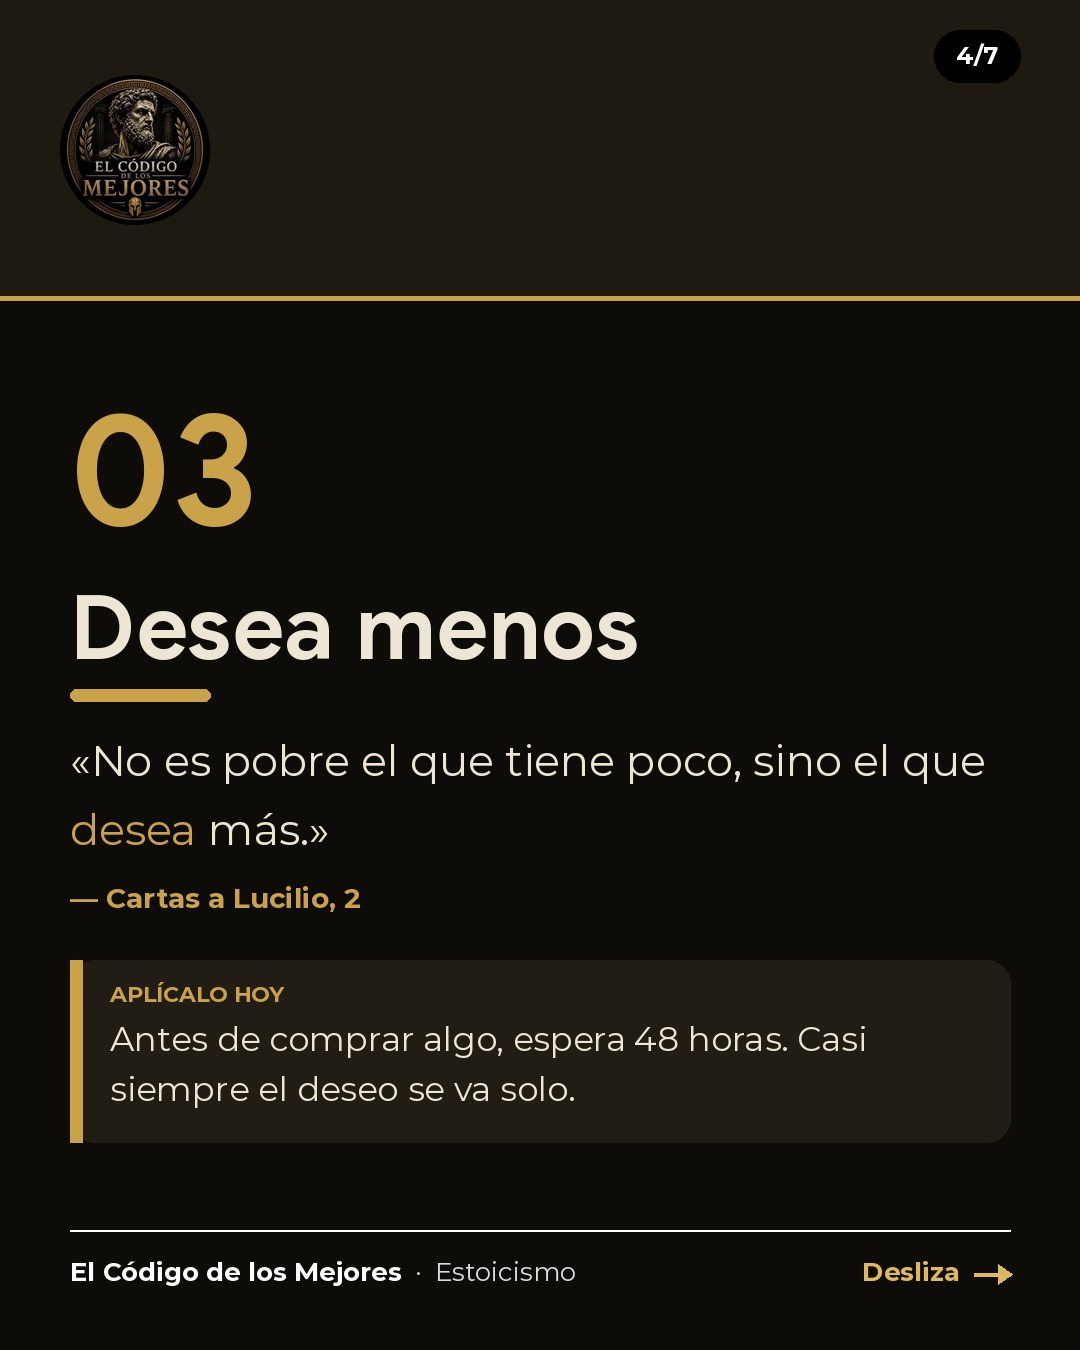 4/7
EL CÓDIGO
DE LOS
MEJORES
03
Desea menos
«No es pobre el que tiene poco, sino el que
desea más.»
— Cartas a Lucilio, 2
APLÍCALO HOY
Antes de comprar algo, espera 48 horas. Casi
siempre el deseo se va solo.
El Código de los Mejores · Estoicismo
Desliza